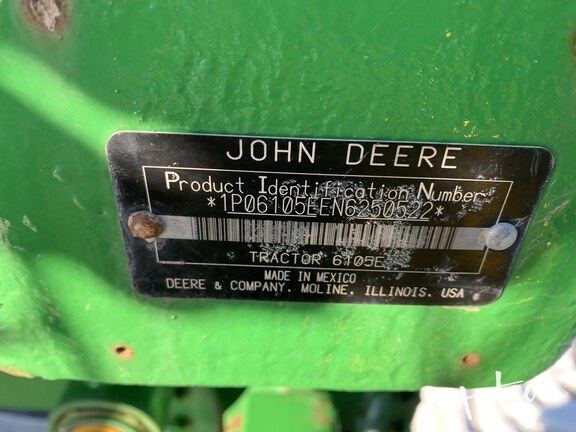 JOHN DEERE
Product Identification Number
*1P06105EEN6250522*
TRACTOR 6105E
MADE IN MEXICO
DEERE & COMPANY, MOLINE, ILLINOIS, USA